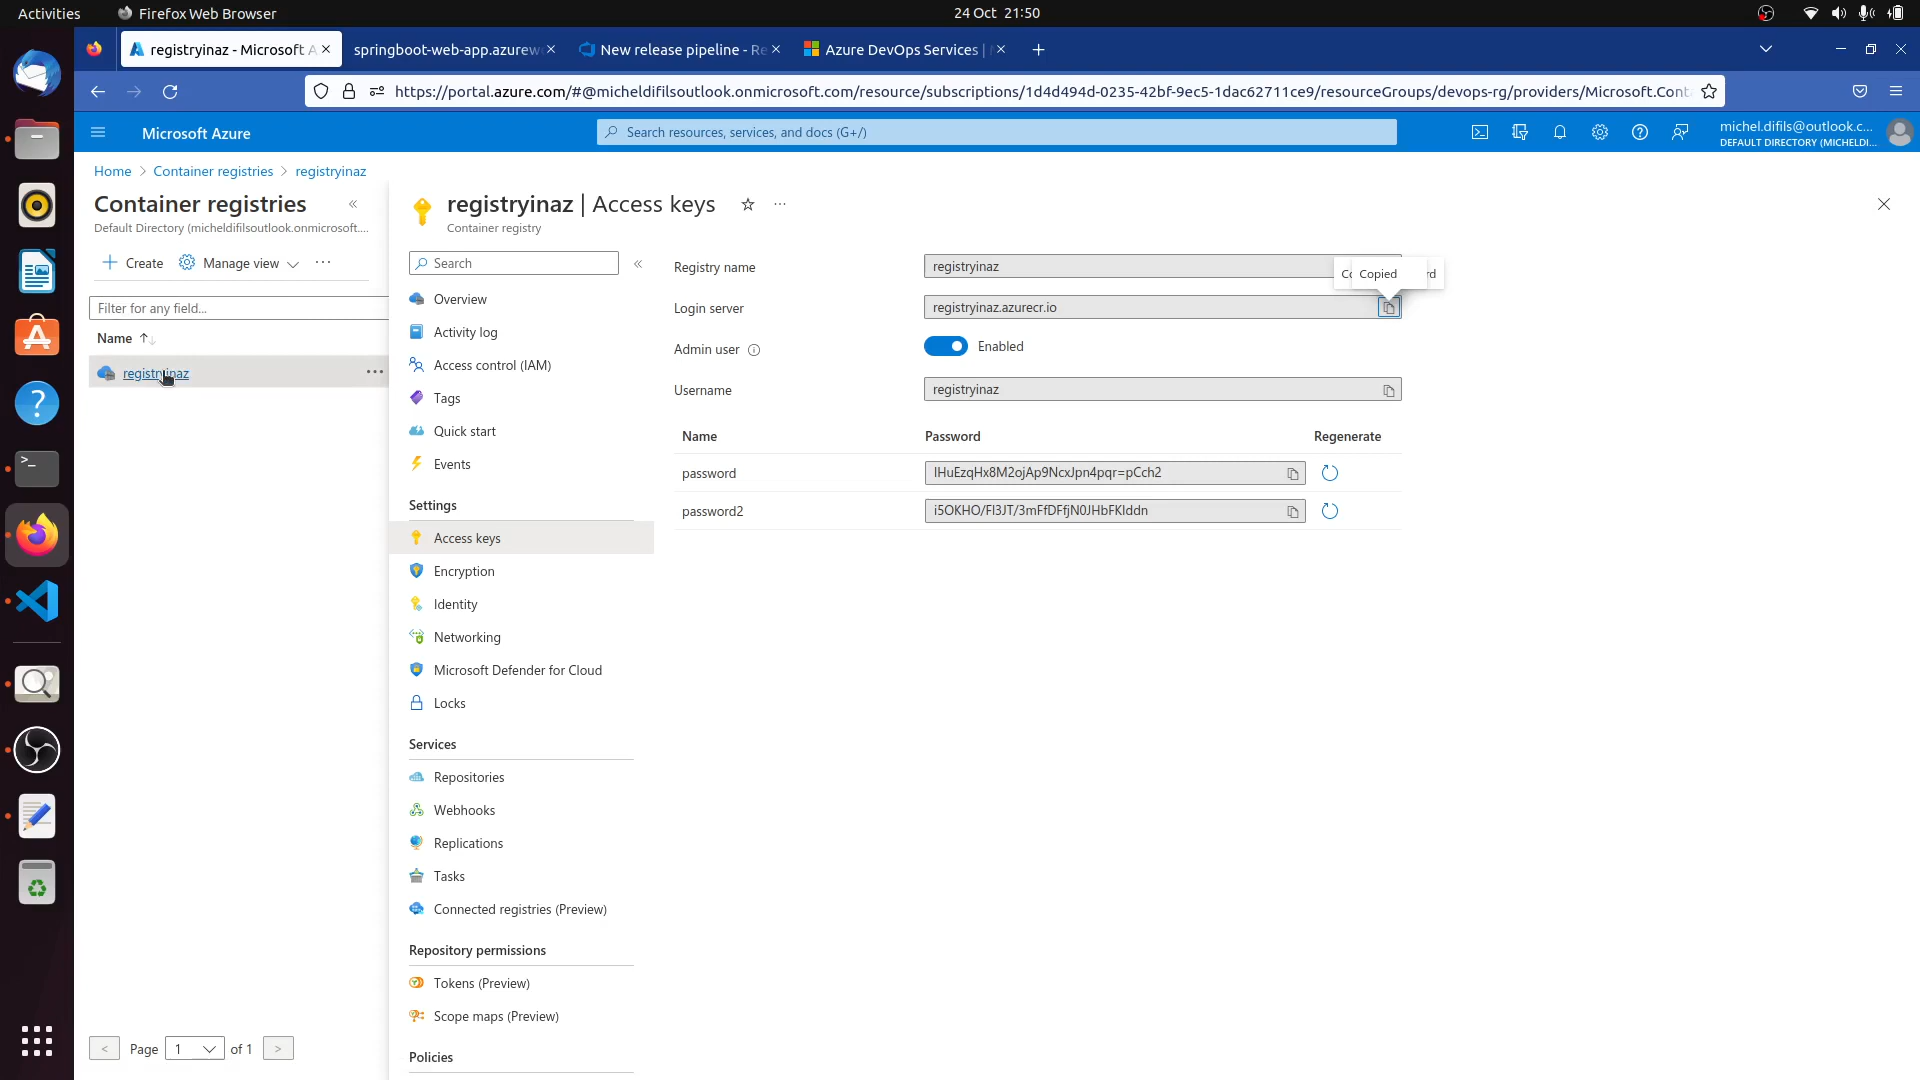 Activities
Firefox Web Browser
24 Oct 21:50
registryinaz - Microsoft A
springboot-web-app.azurewe
New release pipeline - Re
Azure DevOps Services |
https://portal.azure.com/#@micheldifilsoutlook.onmicrosoft.com/resource/subscriptions/1d4d494d-0235-42bf-9ec5-1dac62711ce9/resourceGroups/devops-rg/providers/Microsoft.Cont
Microsoft Azure
Search resources, services, and docs (G+/)
michel.difils@outlook.c...
DEFAULT DIRECTORY (MICHELDI...
Home > Container registries > registryinaz
Container registries
Default Directory (micheldifilsoutlook.onmicrosoft....
Create
Manage view
Filter for any field...
Name
registryinaz
< Page 1 of 1 >
registryinaz | Access keys
Container registry
Search
Overview
Activity log
Access control (IAM)
Tags
Quick start
Events
Settings
Access keys
Encryption
Identity
Networking
Microsoft Defender for Cloud
Locks
Services
Repositories
Webhooks
Replications
Tasks
Connected registries (Preview)
Repository permissions
Tokens (Preview)
Scope maps (Preview)
Policies
Registry name
registryinaz
Copied
Login server
registryinaz.azurecr.io
Admin user
Enabled
Username
registryinaz
Name Password Regenerate
password
lHuEzqHx8M2ojAp9NcxJpn4pqr=pCch2
password2
i5OKHO/Fl3JT/3mFfDFfjN0JHbFKlddn